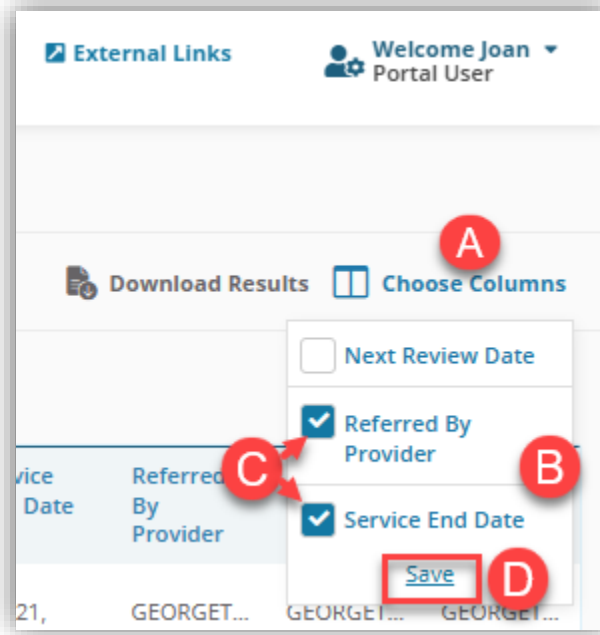 External Links
Welcome Joan
Portal User
A
Download Results
Choose Columns
Next Review Date
Referred By
Provider
B
C
Service End Date
Save
D
vice
Date
Referred
By
Provider
21,
GEORGET...
GEORGET...
GEORGET...